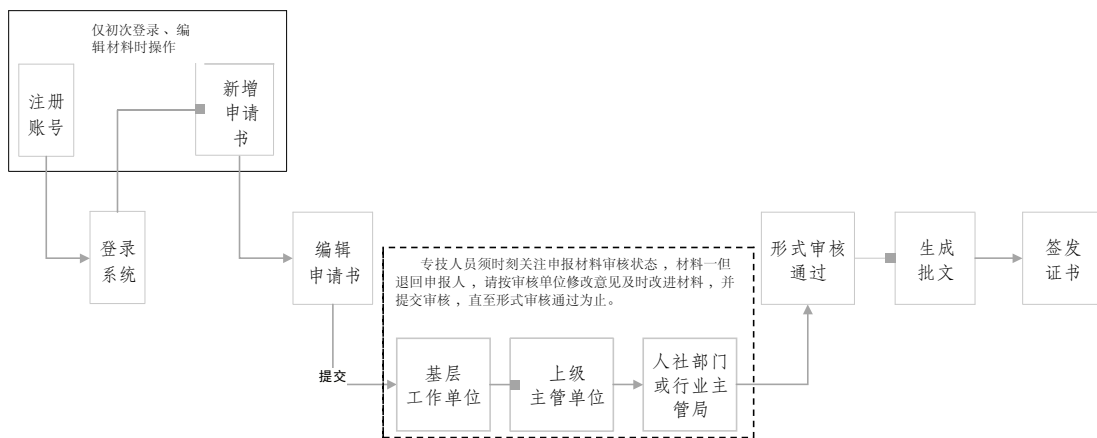 仅初次登录、编
辑材料时操作
注册
账号
新增
申请
书
登录
系统
编辑
申请书
提交
专技人员须时刻关注申报材料审核状态，材料一但
退回申报人，请按审核单位修改意见及时改进材料，并
提交审核，直至形式审核通过为止。
基层
工作单位
上级
主管单位
人社部门
或行业主
管局
形式审核
通过
生成
批文
签发
证书